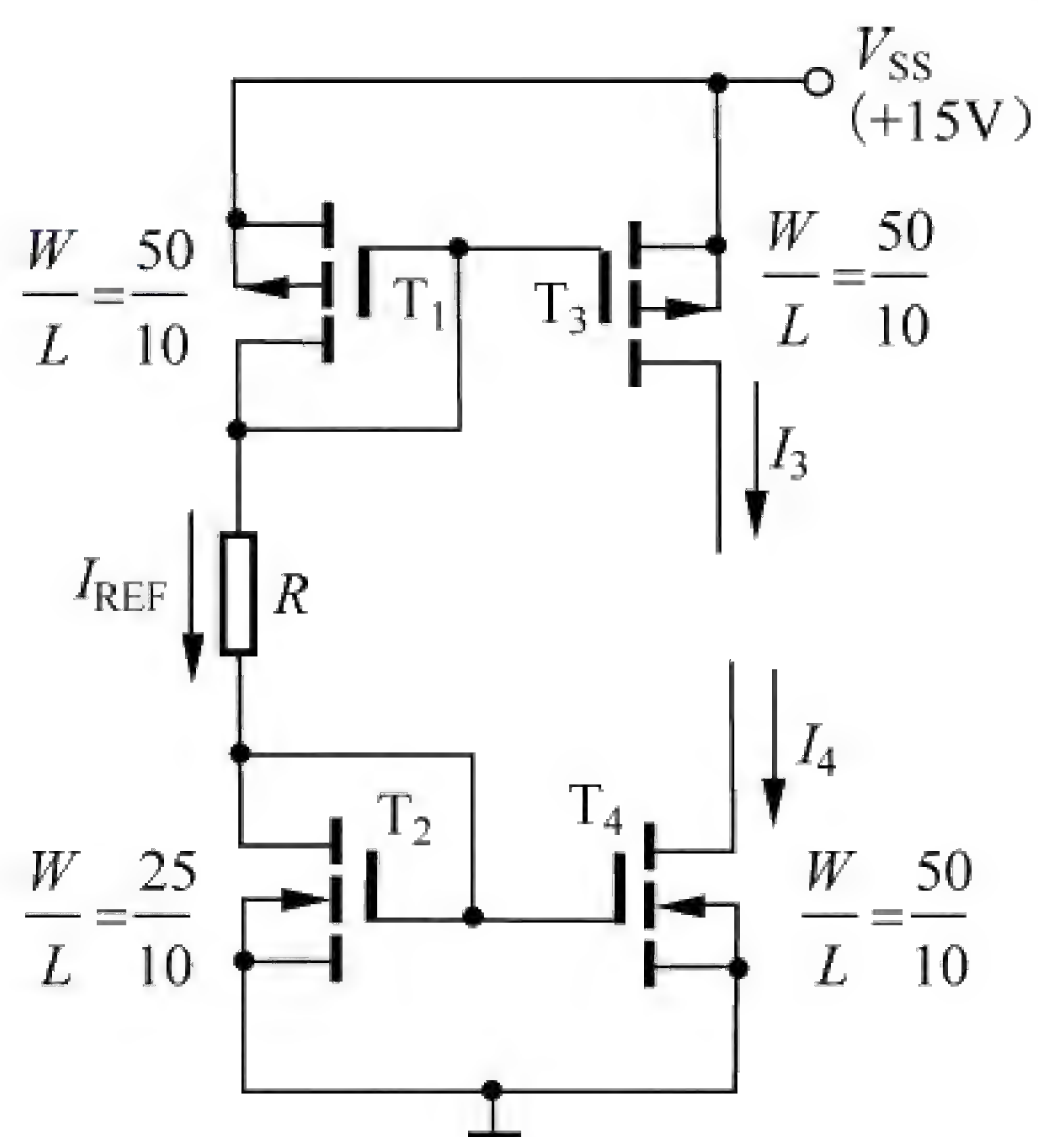 V_SS
(+15V)
W/L = 50/10
T_1
T_3
W/L = 50/10
I_3
I_REF
R
I_4
T_2
T_4
W/L = 25/10
W/L = 50/10